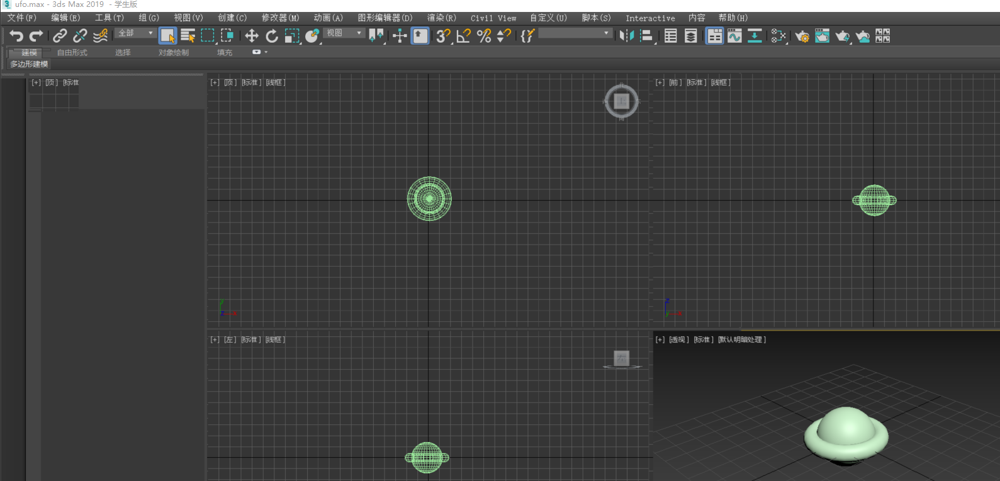 ufo.max - 3ds Max 2019 - 学生版
文件(F) 编辑(E) 工具(T) 组(G) 视图(V) 创建(C) 修改器(M) 动画(A) 图形编辑器(D) 渲染(R) Civil View 自定义(U) 脚本(S) Interactive 内容 帮助(H)
全部 视图
建模 自由形式 选择 对象绘制 填充
多边形建模
[+] [顶] [标准
[+] [顶] [标准] [线框]
[+] [前] [标准] [线框]
北
上
南
y
z x
z
y x
[+] [左] [标准] [线框]
[+] [透视] [标准] [默认明暗处理]
左